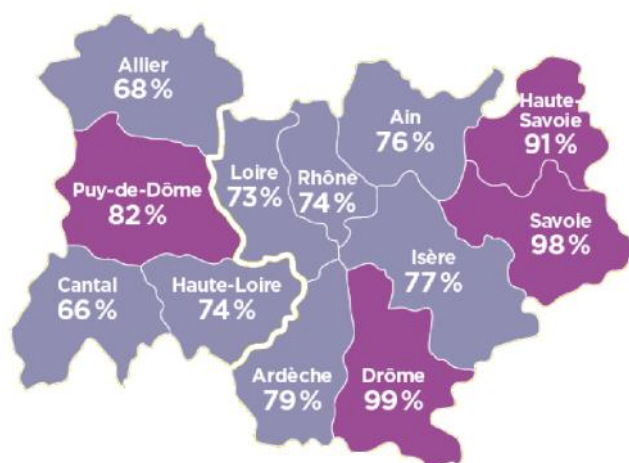 Allier
68 %
Haute-
Savoie
91 %
Ain
76 %
Loire
73 %
Rhône
74 %
Puy-de-Dôme
82 %
Savoie
98 %
Isère
77 %
Cantal
66 %
Haute-Loire
74 %
Ardèche
79 %
Drôme
99 %